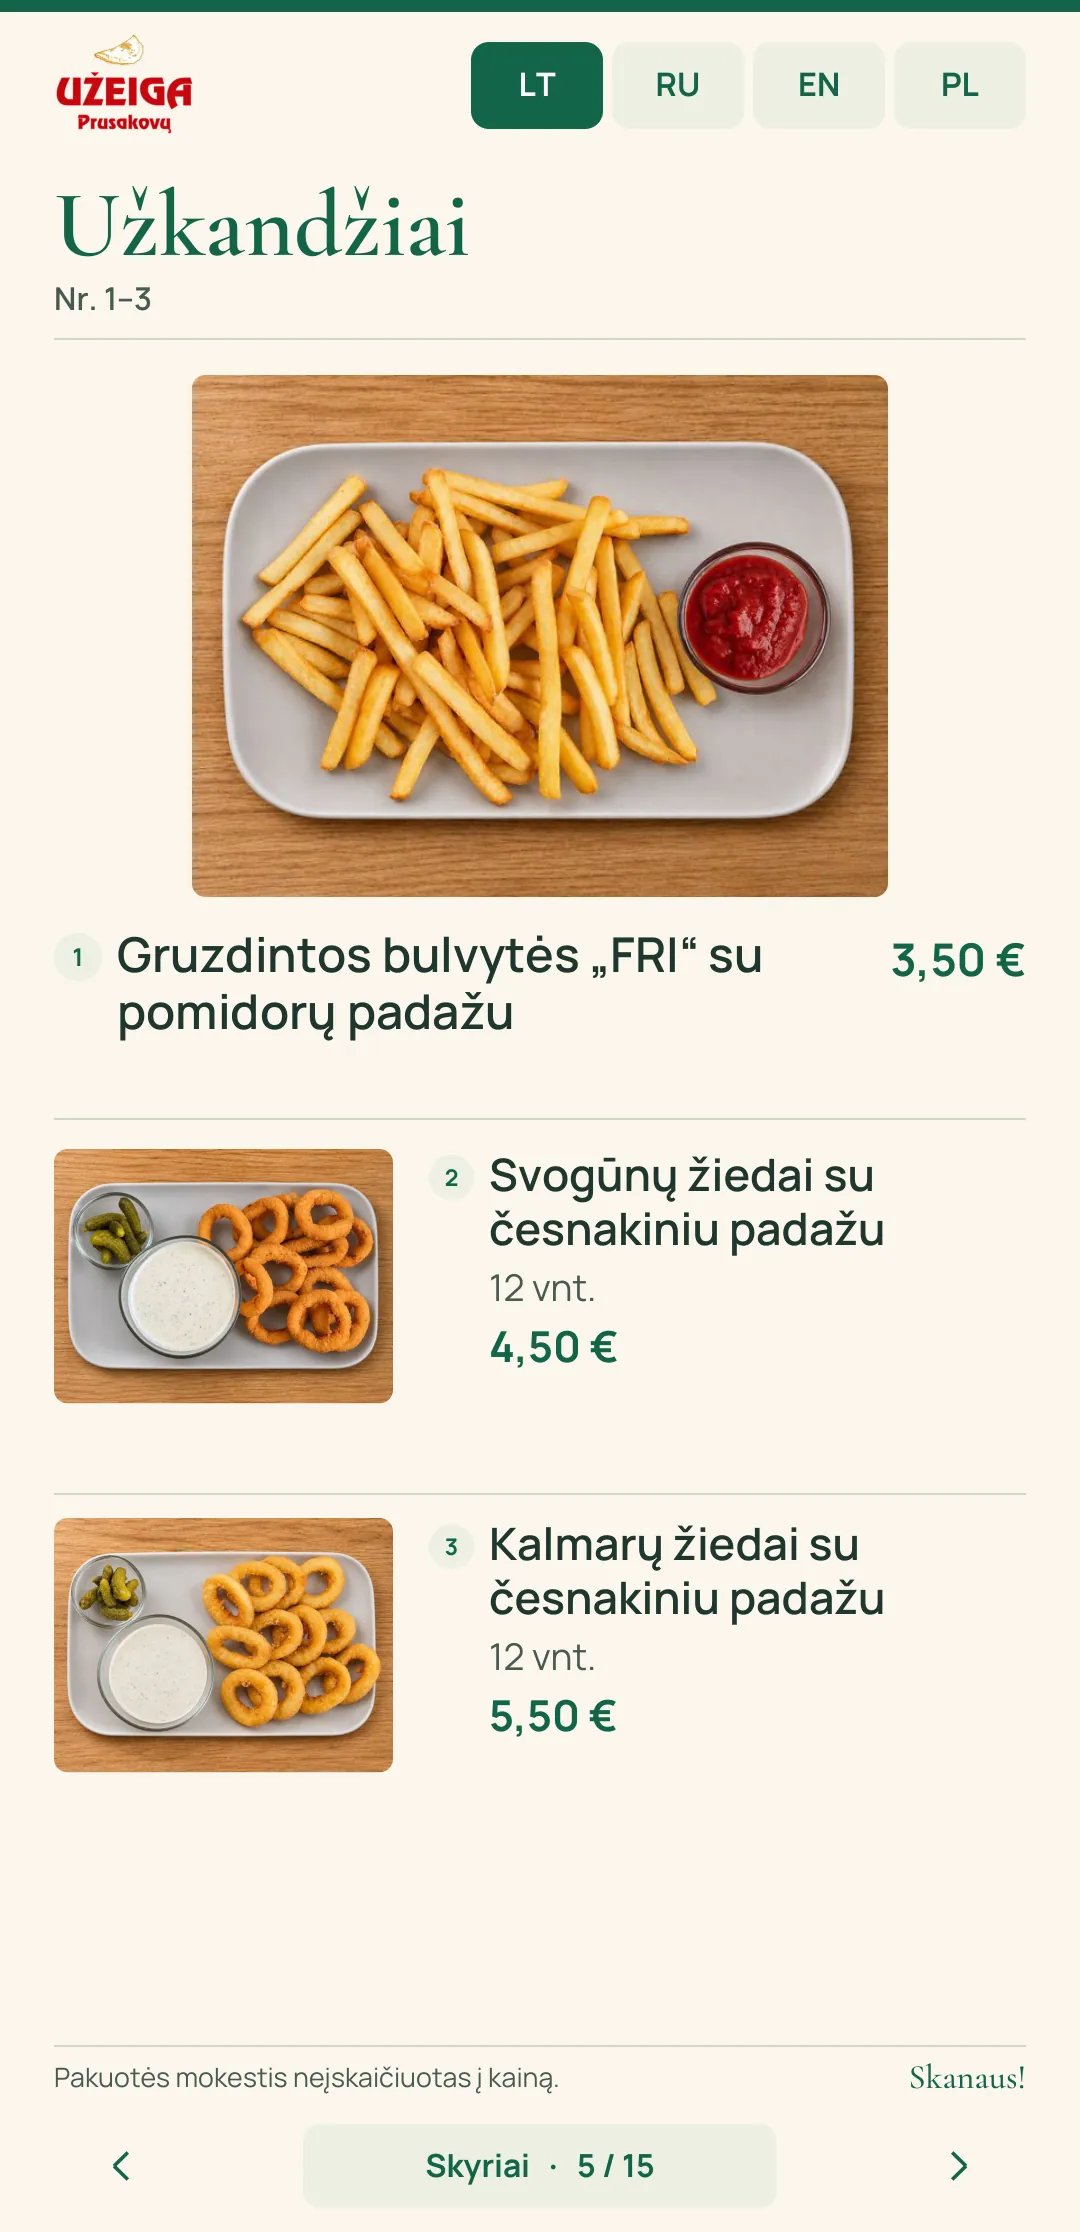 UŽEIGA
Prusakovų
LT
RU
EN
PL
Užkandžiai
Nr. 1–3
1
Gruzdintos bulvytės „FRI“ su
pomidorų padažu
3,50 €
2
Svogūnų žiedai su
česnakiniu padažu
12 vnt.
4,50 €
3
Kalmarų žiedai su
česnakiniu padažu
12 vnt.
5,50 €
Pakuotės mokestis neįskaičiuotas į kainą.
Skanaus!
Skyriai · 5 / 15